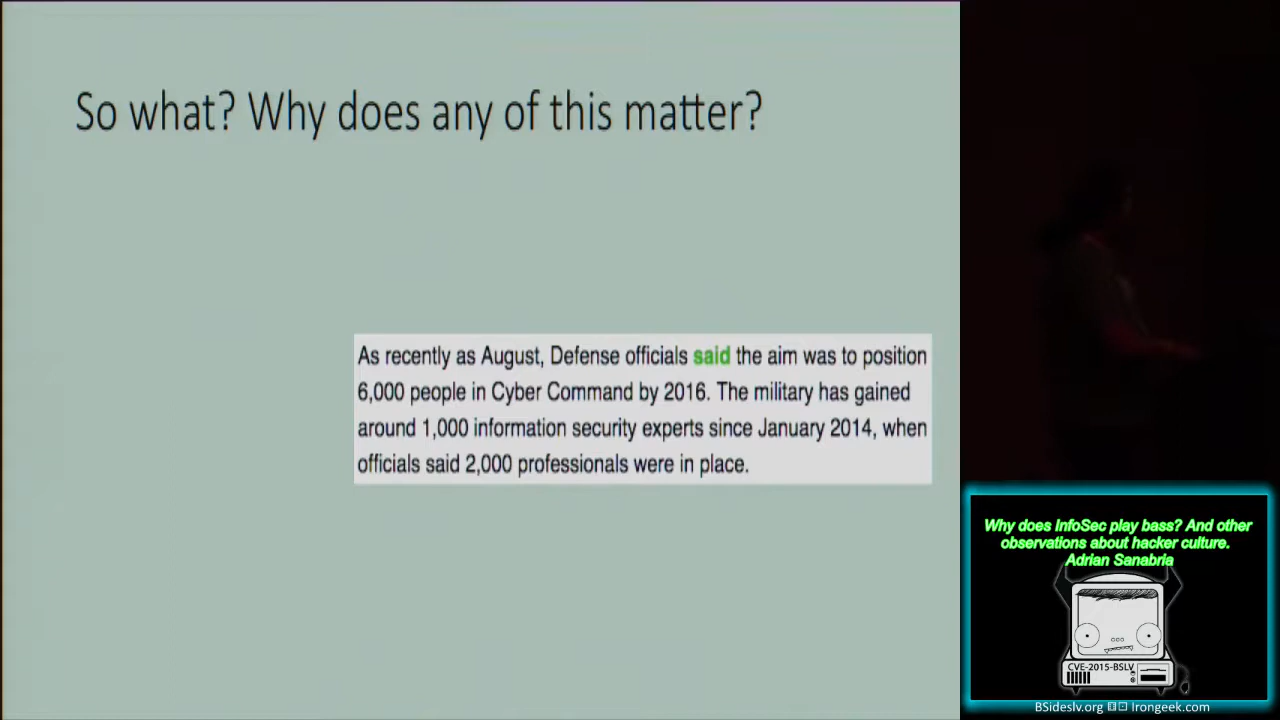 So what? Why does any of this matter?
As recently as August, Defense officials said the aim was to position
6,000 people in Cyber Command by 2016. The military has gained
around 1,000 information security experts since January 2014, when
officials said 2,000 professionals were in place.
Why does InfoSec play bass? And other
observations about hacker culture.
Adrian Sanabria
CVE-2015-BSLV
BSideslv.org Irongeek.com